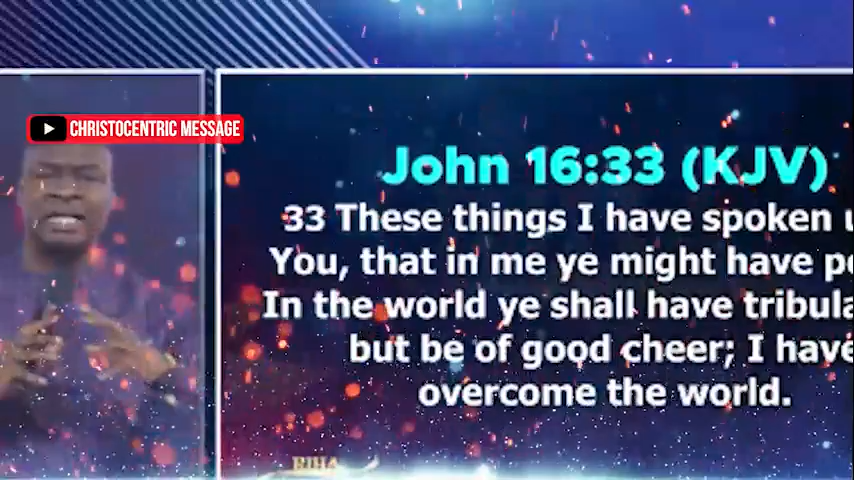 CHRISTOCENTRIC MESSAGE
John 16:33 (KJV)
33 These things I have spoken
You, that in me ye might have
In the world ye shall have
but be of good cheer; I have
overcome the world.